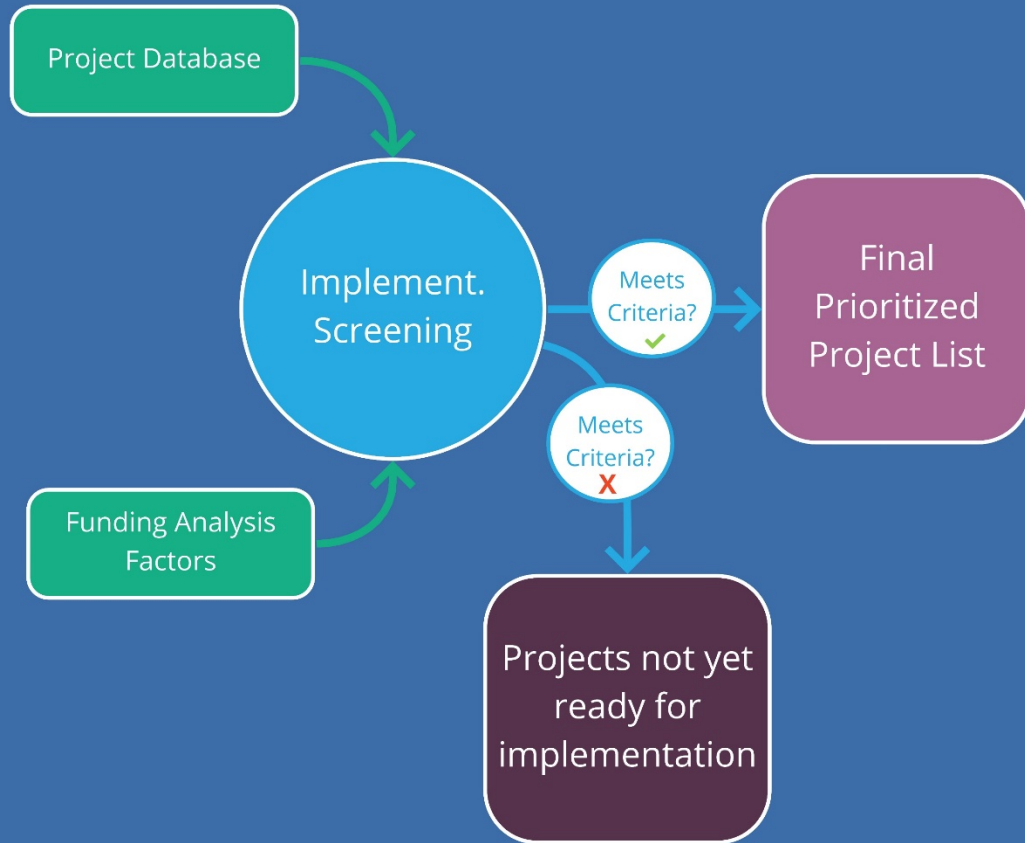 Project Database
Implement.
Screening
Meets
Criteria?
Final
Prioritized
Project List
Meets
Criteria?
X
Funding Analysis
Factors
Projects not yet
ready for
implementation